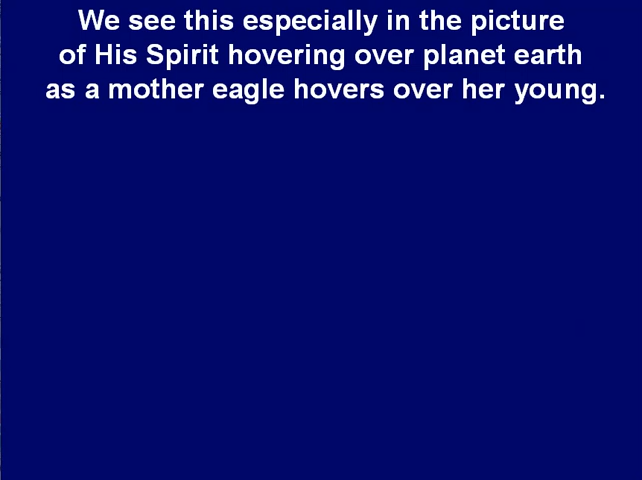 We see this especially in the picture
of His Spirit hovering over planet earth
as a mother eagle hovers over her young.